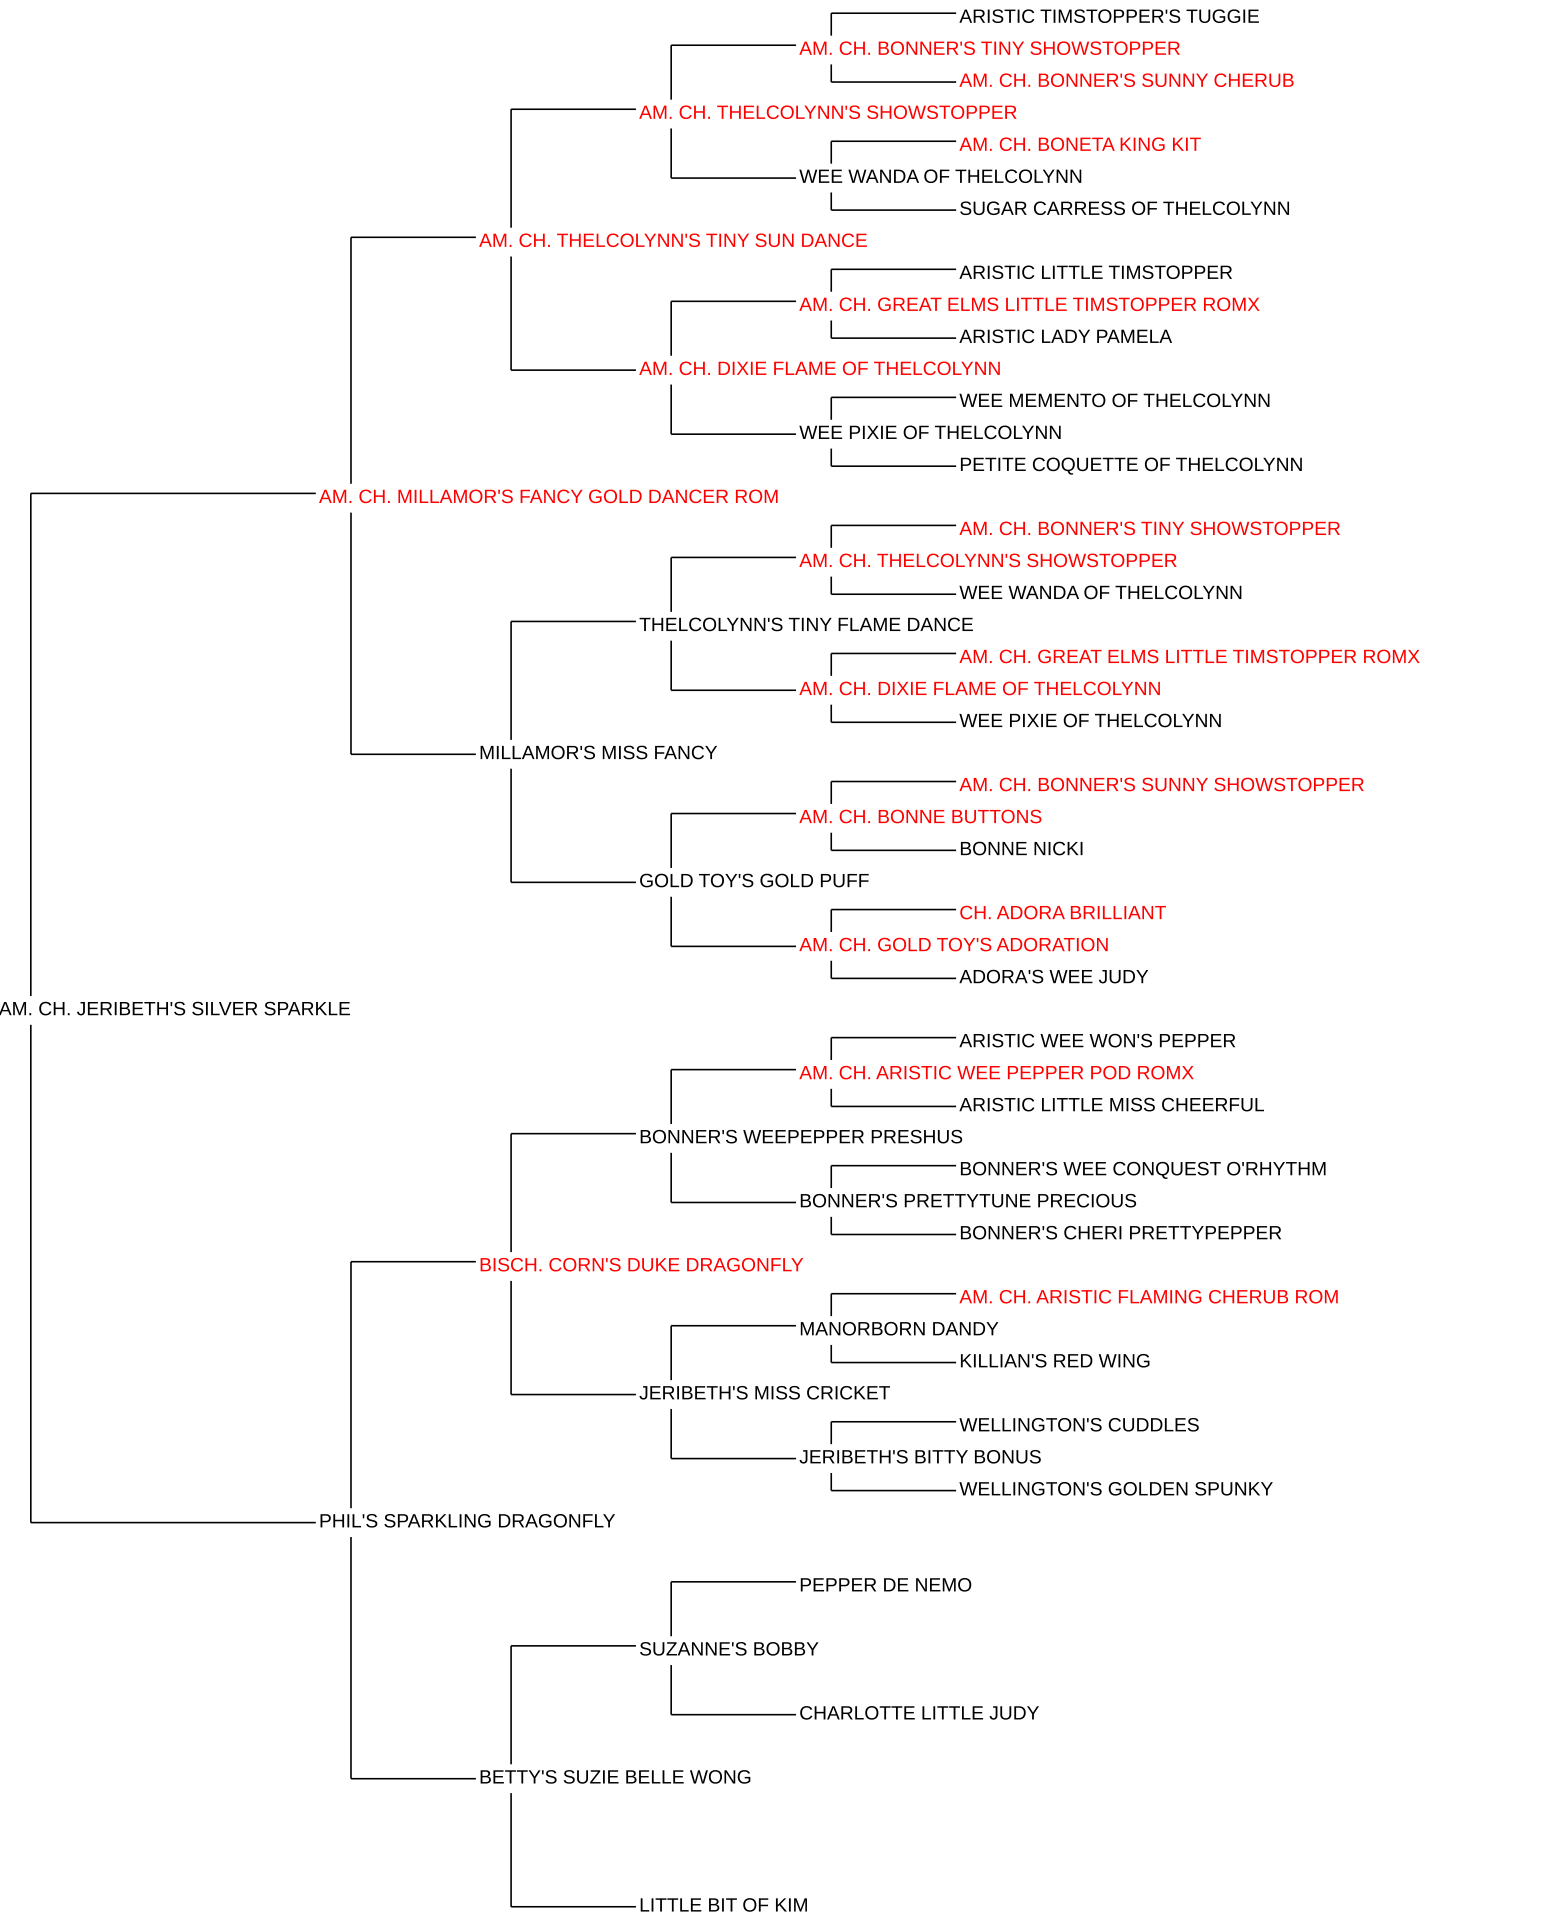 ARISTIC TIMSTOPPER'S TUGGIE
AM. CH. BONNER'S TINY SHOWSTOPPER
AM. CH. BONNER'S SUNNY CHERUB
AM. CH. THELCOLYNN'S SHOWSTOPPER
AM. CH. BONETA KING KIT
WEE WANDA OF THELCOLYNN
SUGAR CARRESS OF THELCOLYNN
AM. CH. THELCOLYNN'S TINY SUN DANCE
ARISTIC LITTLE TIMSTOPPER
AM. CH. GREAT ELMS LITTLE TIMSTOPPER ROMX
ARISTIC LADY PAMELA
AM. CH. DIXIE FLAME OF THELCOLYNN
WEE MEMENTO OF THELCOLYNN
WEE PIXIE OF THELCOLYNN
PETITE COQUETTE OF THELCOLYNN
AM. CH. MILLAMOR'S FANCY GOLD DANCER ROM
AM. CH. BONNER'S TINY SHOWSTOPPER
AM. CH. THELCOLYNN'S SHOWSTOPPER
WEE WANDA OF THELCOLYNN
THELCOLYNN'S TINY FLAME DANCE
AM. CH. GREAT ELMS LITTLE TIMSTOPPER ROMX
AM. CH. DIXIE FLAME OF THELCOLYNN
WEE PIXIE OF THELCOLYNN
MILLAMOR'S MISS FANCY
AM. CH. BONNER'S SUNNY SHOWSTOPPER
AM. CH. BONNE BUTTONS
BONNE NICKI
GOLD TOY'S GOLD PUFF
CH. ADORA BRILLIANT
AM. CH. GOLD TOY'S ADORATION
ADORA'S WEE JUDY
AM. CH. JERIBETH'S SILVER SPARKLE
ARISTIC WEE WON'S PEPPER
AM. CH. ARISTIC WEE PEPPER POD ROMX
ARISTIC LITTLE MISS CHEERFUL
BONNER'S WEEPEPPER PRESHUS
BONNER'S WEE CONQUEST O'RHYTHM
BONNER'S PRETTYTUNE PRECIOUS
BONNER'S CHERI PRETTYPEPPER
BISCH. CORN'S DUKE DRAGONFLY
AM. CH. ARISTIC FLAMING CHERUB ROM
MANORBORN DANDY
KILLIAN'S RED WING
JERIBETH'S MISS CRICKET
WELLINGTON'S CUDDLES
JERIBETH'S BITTY BONUS
WELLINGTON'S GOLDEN SPUNKY
PHIL'S SPARKLING DRAGONFLY
PEPPER DE NEMO
SUZANNE'S BOBBY
CHARLOTTE LITTLE JUDY
BETTY'S SUZIE BELLE WONG
LITTLE BIT OF KIM